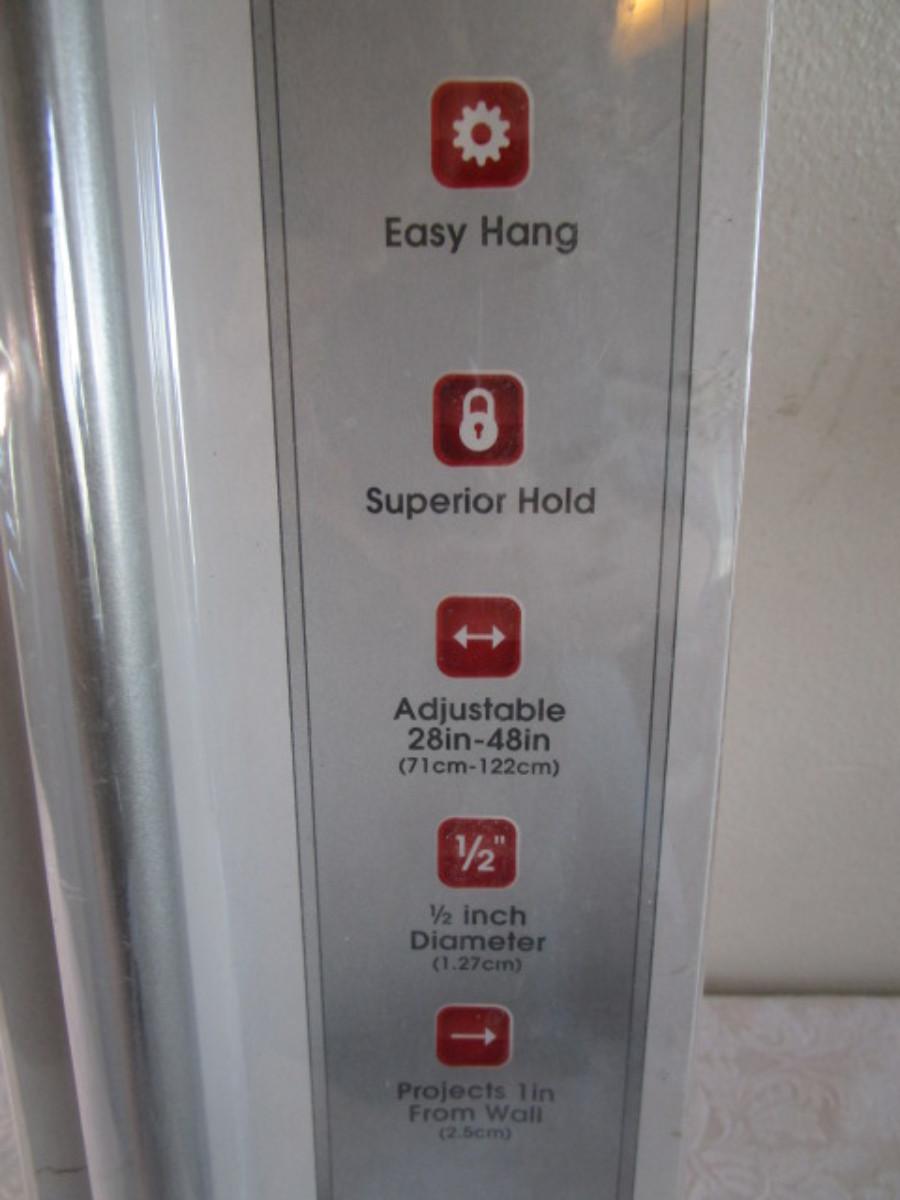 Easy Hang
Superior Hold
Adjustable
28in-48in
(71cm-122cm)
½"
½ inch
Diameter
(1.27cm)
Projects 1in
From Wall
(2.5cm)